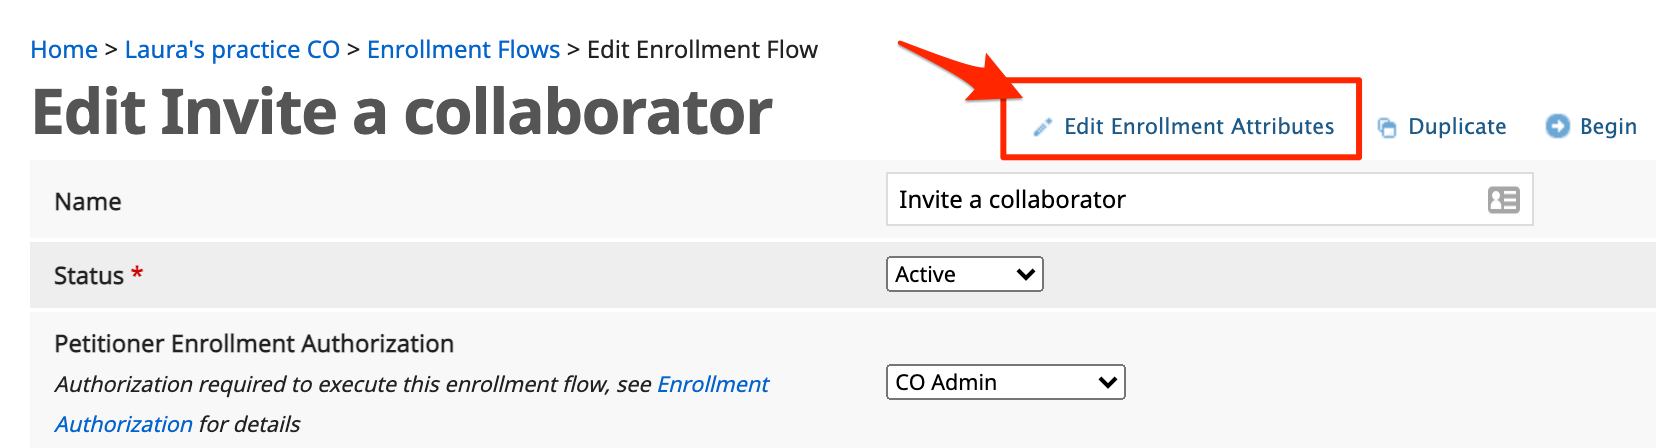 Home > Laura's practice CO > Enrollment Flows > Edit Enrollment Flow
Edit Invite a collaborator
Edit Enrollment Attributes
Duplicate
Begin
Name
Invite a collaborator
Status *
Active
Petitioner Enrollment Authorization
Authorization required to execute this enrollment flow, see Enrollment
Authorization for details
CO Admin